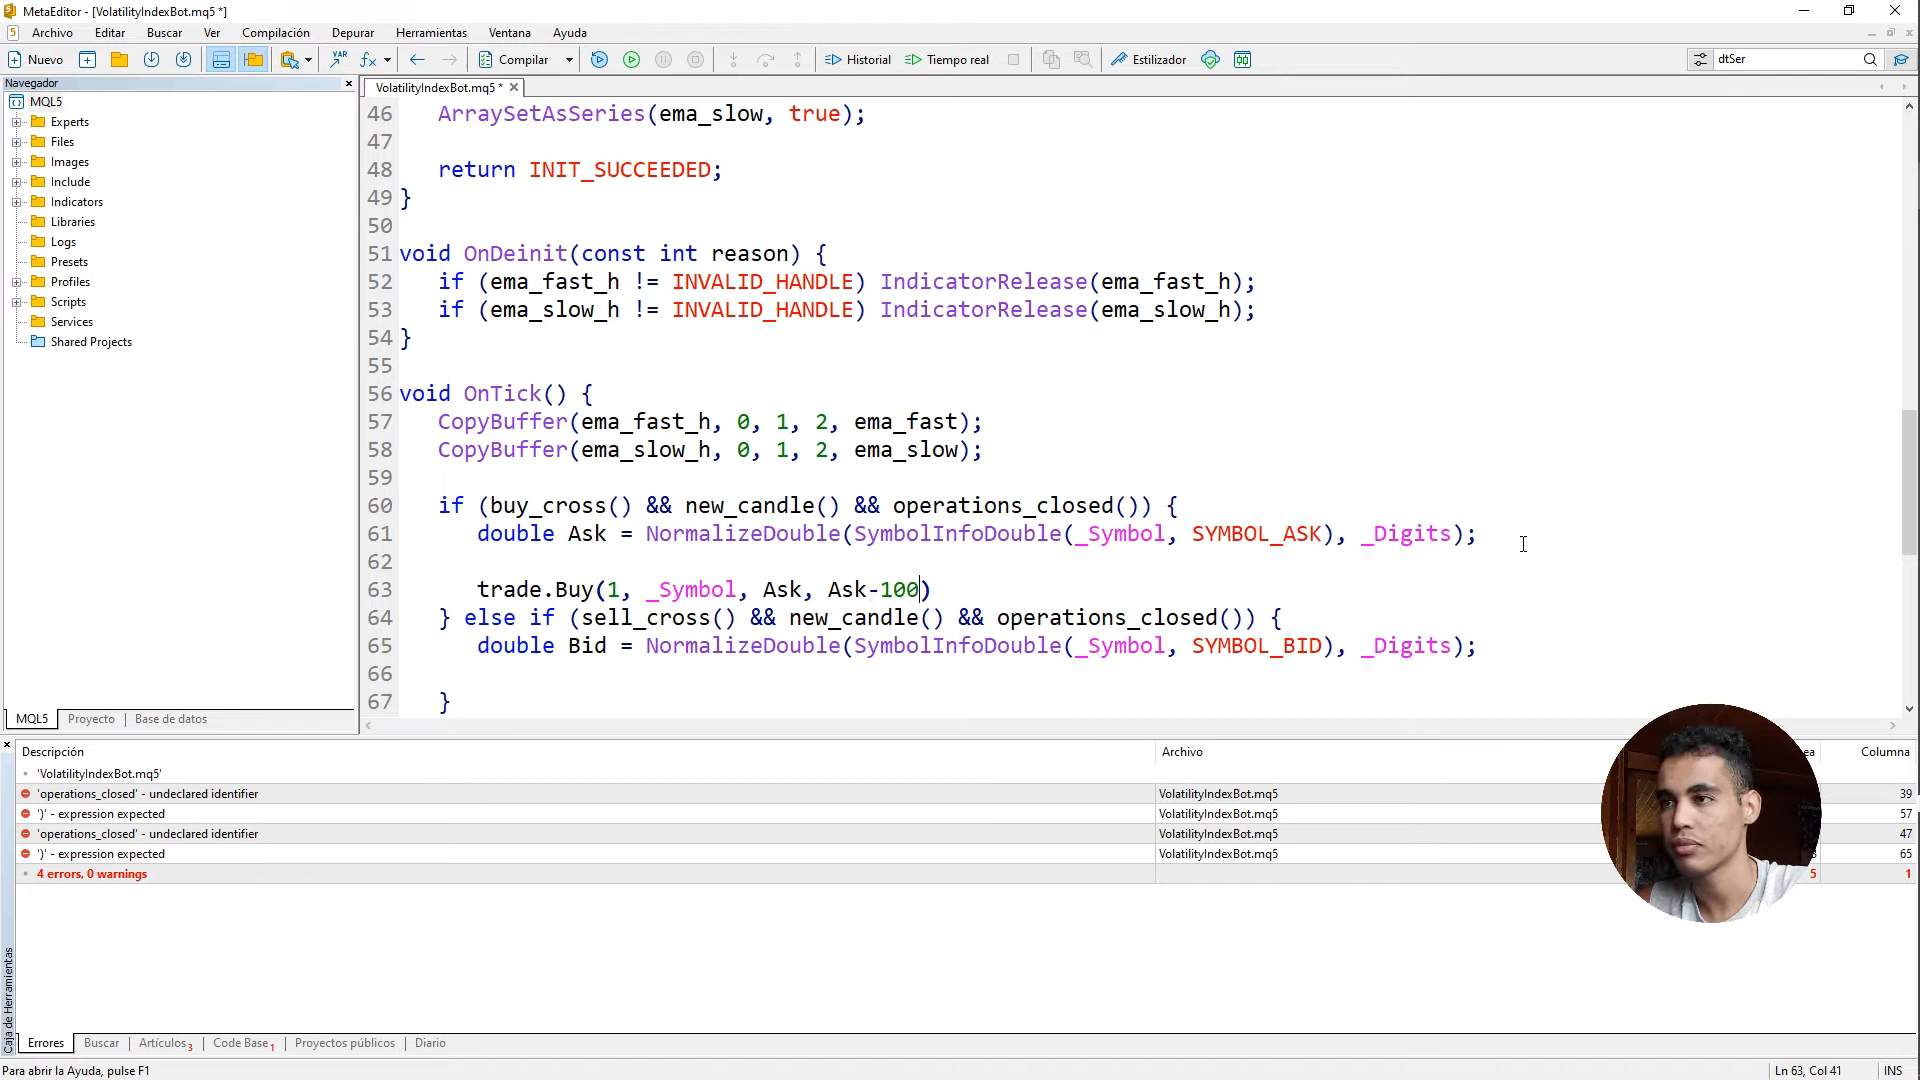 MetaEditor - [VolatilityIndexBot.mq5 *]
5 Archivo Editar Buscar Ver Compilación Depurar Herramientas Ventana Ayuda
Nuevo VAR Compilar Historial Tiempo real Estilizador dtSer
Navegador
MQL5
Experts
Files
Images
Include
Indicators
Libraries
Logs
Presets
Profiles
Scripts
Services
Shared Projects
MQL5 Proyecto Base de datos
VolatilityIndexBot.mq5 *
46 ArraySetAsSeries(ema_slow, true);
47
48 return INIT_SUCCEEDED;
49 }
50
51 void OnDeinit(const int reason) {
52 if (ema_fast_h != INVALID_HANDLE) IndicatorRelease(ema_fast_h);
53 if (ema_slow_h != INVALID_HANDLE) IndicatorRelease(ema_slow_h);
54 }
55
56 void OnTick() {
57 CopyBuffer(ema_fast_h, 0, 1, 2, ema_fast);
58 CopyBuffer(ema_slow_h, 0, 1, 2, ema_slow);
59
60 if (buy_cross() && new_candle() && operations_closed()) {
61 double Ask = NormalizeDouble(SymbolInfoDouble(_Symbol, SYMBOL_ASK), _Digits);
62
63 trade.Buy(1, _Symbol, Ask, Ask-100)
64 } else if (sell_cross() && new_candle() && operations_closed()) {
65 double Bid = NormalizeDouble(SymbolInfoDouble(_Symbol, SYMBOL_BID), _Digits);
66
67 }
Descripción Archivo Columna
'VolatilityIndexBot.mq5'
'operations_closed' - undeclared identifier VolatilityIndexBot.mq5 39
')' - expression expected VolatilityIndexBot.mq5 57
'operations_closed' - undeclared identifier VolatilityIndexBot.mq5 47
')' - expression expected VolatilityIndexBot.mq5 65
4 errors, 0 warnings 5 1
Caja de Herramientas
Errores Buscar Artículos 3 Code Base 1 Proyectos públicos Diario
Para abrir la Ayuda, pulse F1 Ln 63, Col 41 INS